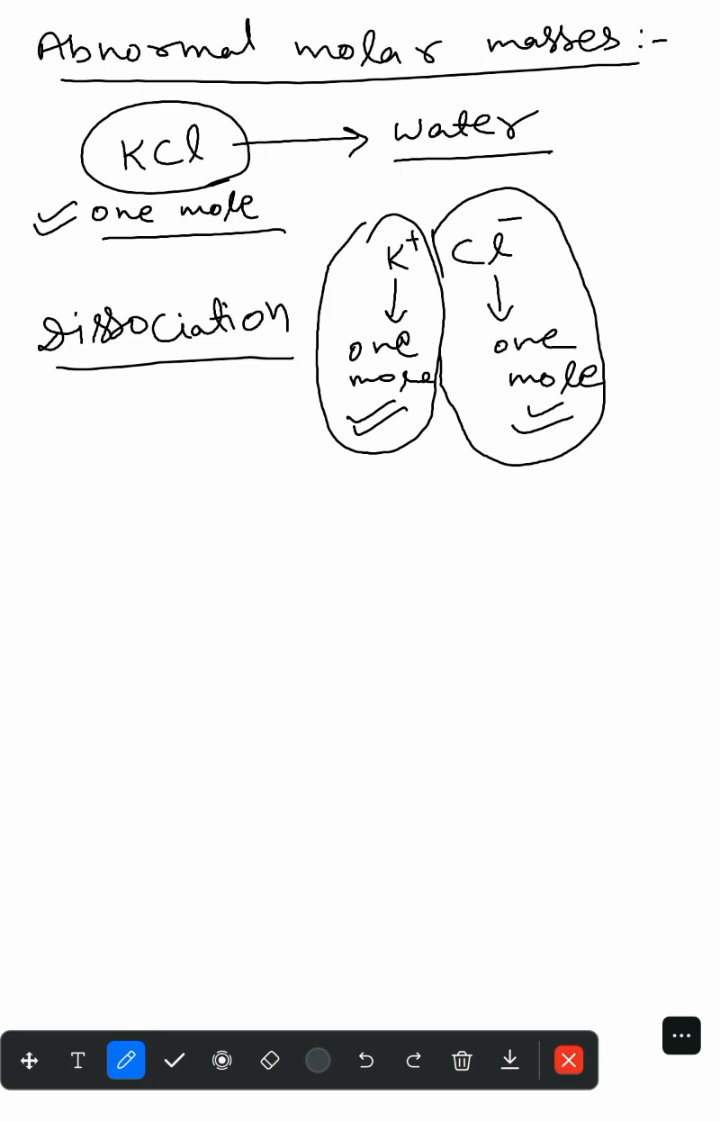 Abnormal molar masses :-
KCl → water
one mole
K⁺ Cl⁻
Dissociation
one mole
one mole
T